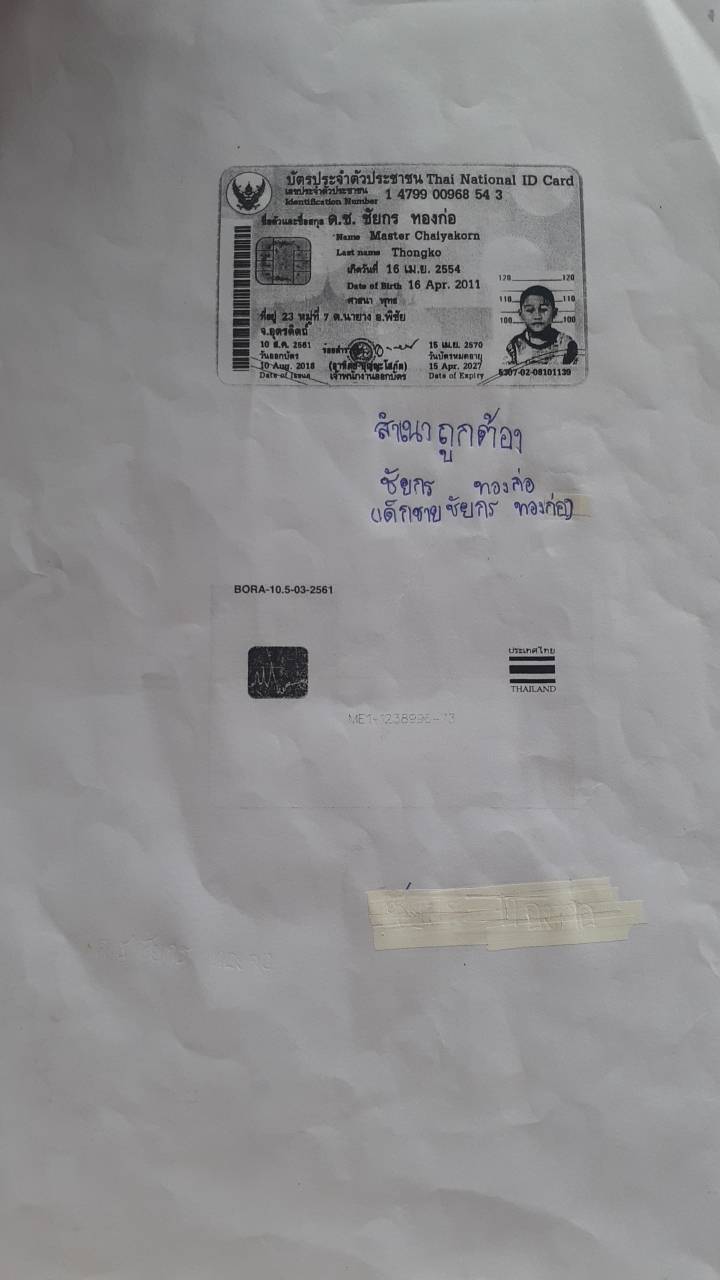 บัตรประจำตัวประชาชน Thai National ID Card
เลขประจำตัวประชาชน
Identification Number 1 4799 00968 54 3
ชื่อตัวและชื่อสกุล ด.ช. ชัยกร ทองก่อ
Name Master Chaiyakorn
Last name Thongko
เกิดวันที่ 16 เม.ย. 2554
Date of Birth 16 Apr. 2011
ศาสนา พุทธ
ที่อยู่ 23 หมู่ที่ 7 ต.นายาง อ.พิชัย
จ.อุตรดิตถ์
10 ส.ค. 2561
วันออกบัตร
10 Aug. 2018
Date of Issue
เจ้าพนักงานออกบัตร
15 เม.ย. 2570
วันบัตรหมดอายุ
15 Apr. 2027
Date of Expiry
120 120
110 110
100 100
5307-02-08101139
สำเนาถูกต้อง
ชัยกร ทองก่อ
(เด็กชาย ชัยกร ทองก่อ)
BORA-10.5-03-2561
ประเทศไทย
THAILAND